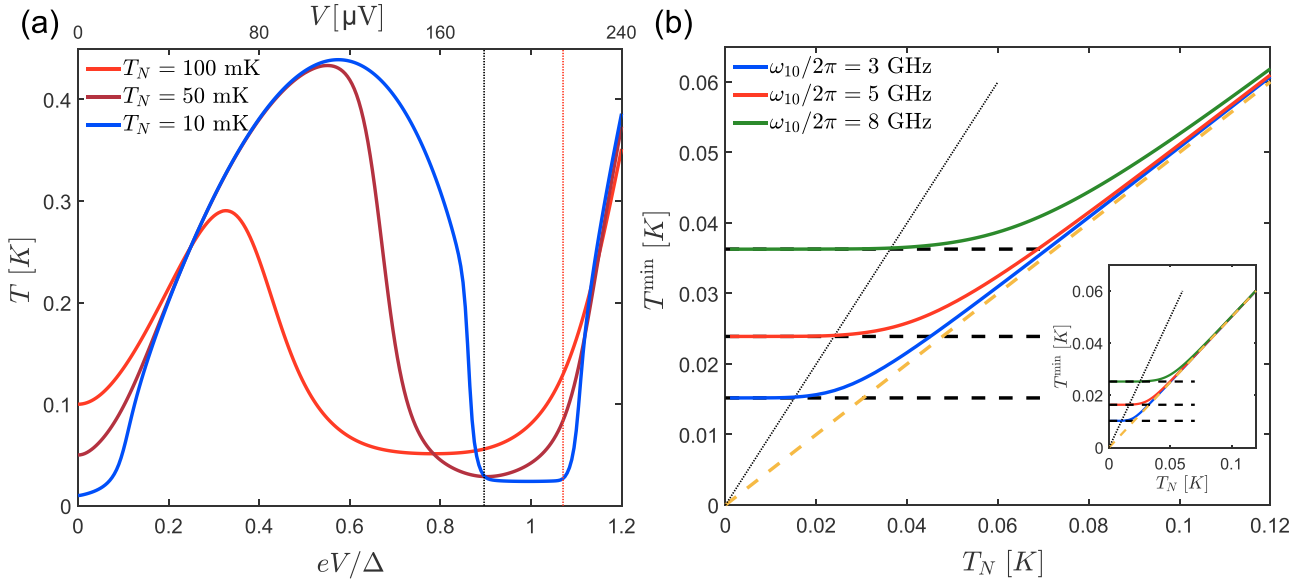 (a)
V[μV]
0 80 160 240
T_N = 100 mK
T_N = 50 mK
T_N = 10 mK
0.4
0.3
0.2
0.1
0
T [K]
0 0.2 0.4 0.6 0.8 1 1.2
eV/Δ
(b)
ω₁₀/2π = 3 GHz
ω₁₀/2π = 5 GHz
ω₁₀/2π = 8 GHz
0.06
0.05
0.04
0.03
0.02
0.01
0
T^min [K]
0 0.02 0.04 0.06 0.08 0.1 0.12
T_N [K]
0.06
0.04
0.02
0
T^min [K]
0 0.05 0.1
T_N [K]